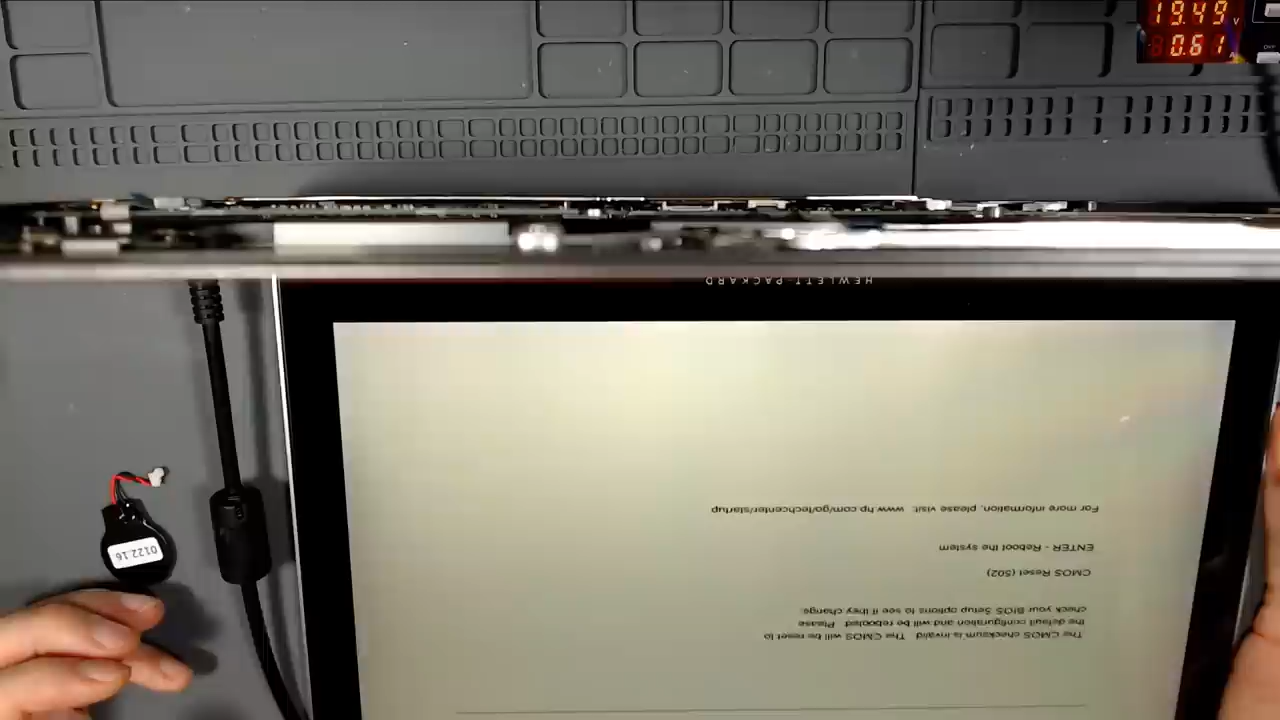 19.49 V
0.61 A
HEWLETT-PACKARD
The CMOS checksum is invalid. The CMOS will be reset to
the default configuration and will be rebooted. Please
check your BIOS Setup options to see if they change.
CMOS Reset (502)
ENTER - Reboot the system
For more information, please visit: www.hp.com/go/techcenter/startup
0122.16